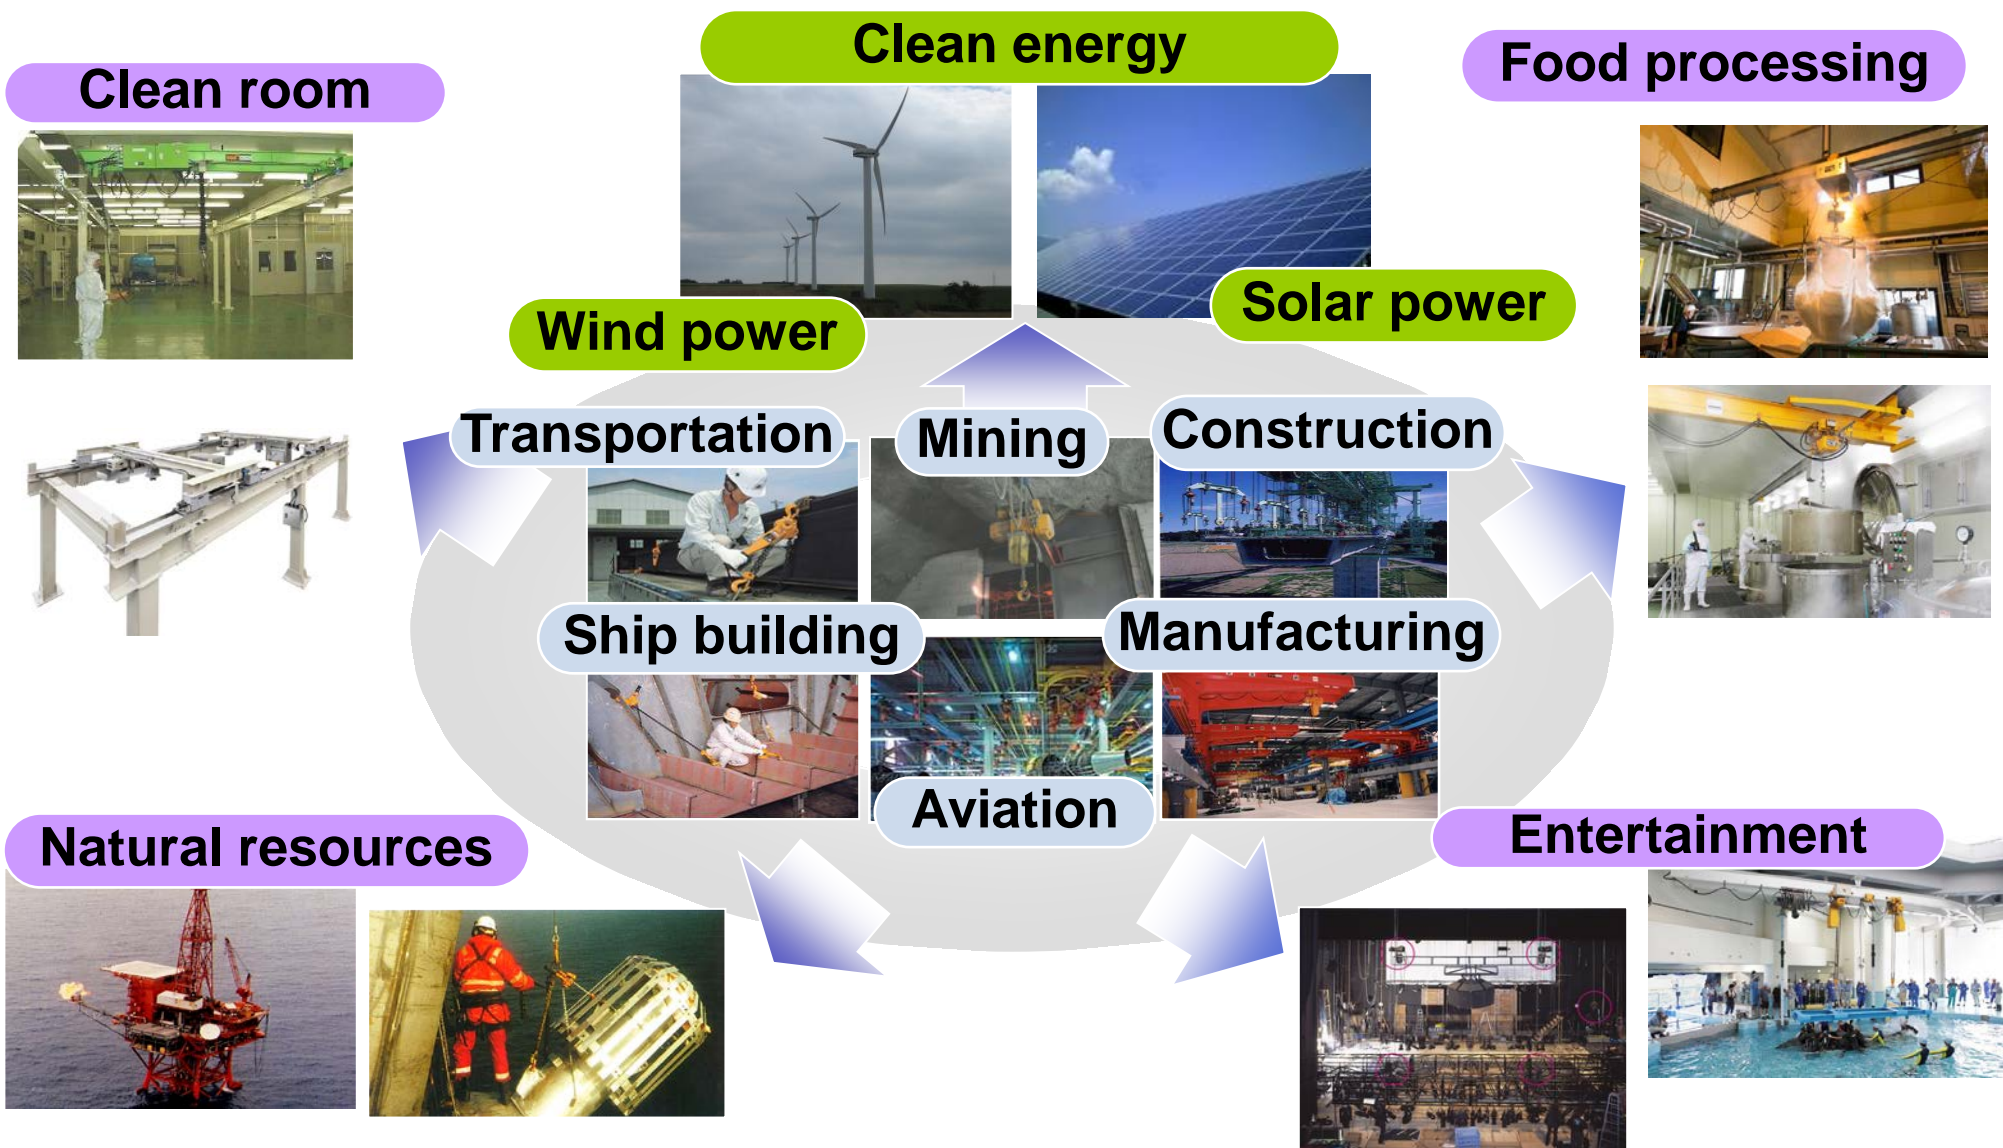 Clean energy
Clean room
Food processing
Wind power
Solar power
Transportation
Mining
Construction
Ship building
Manufacturing
Aviation
Natural resources
Entertainment